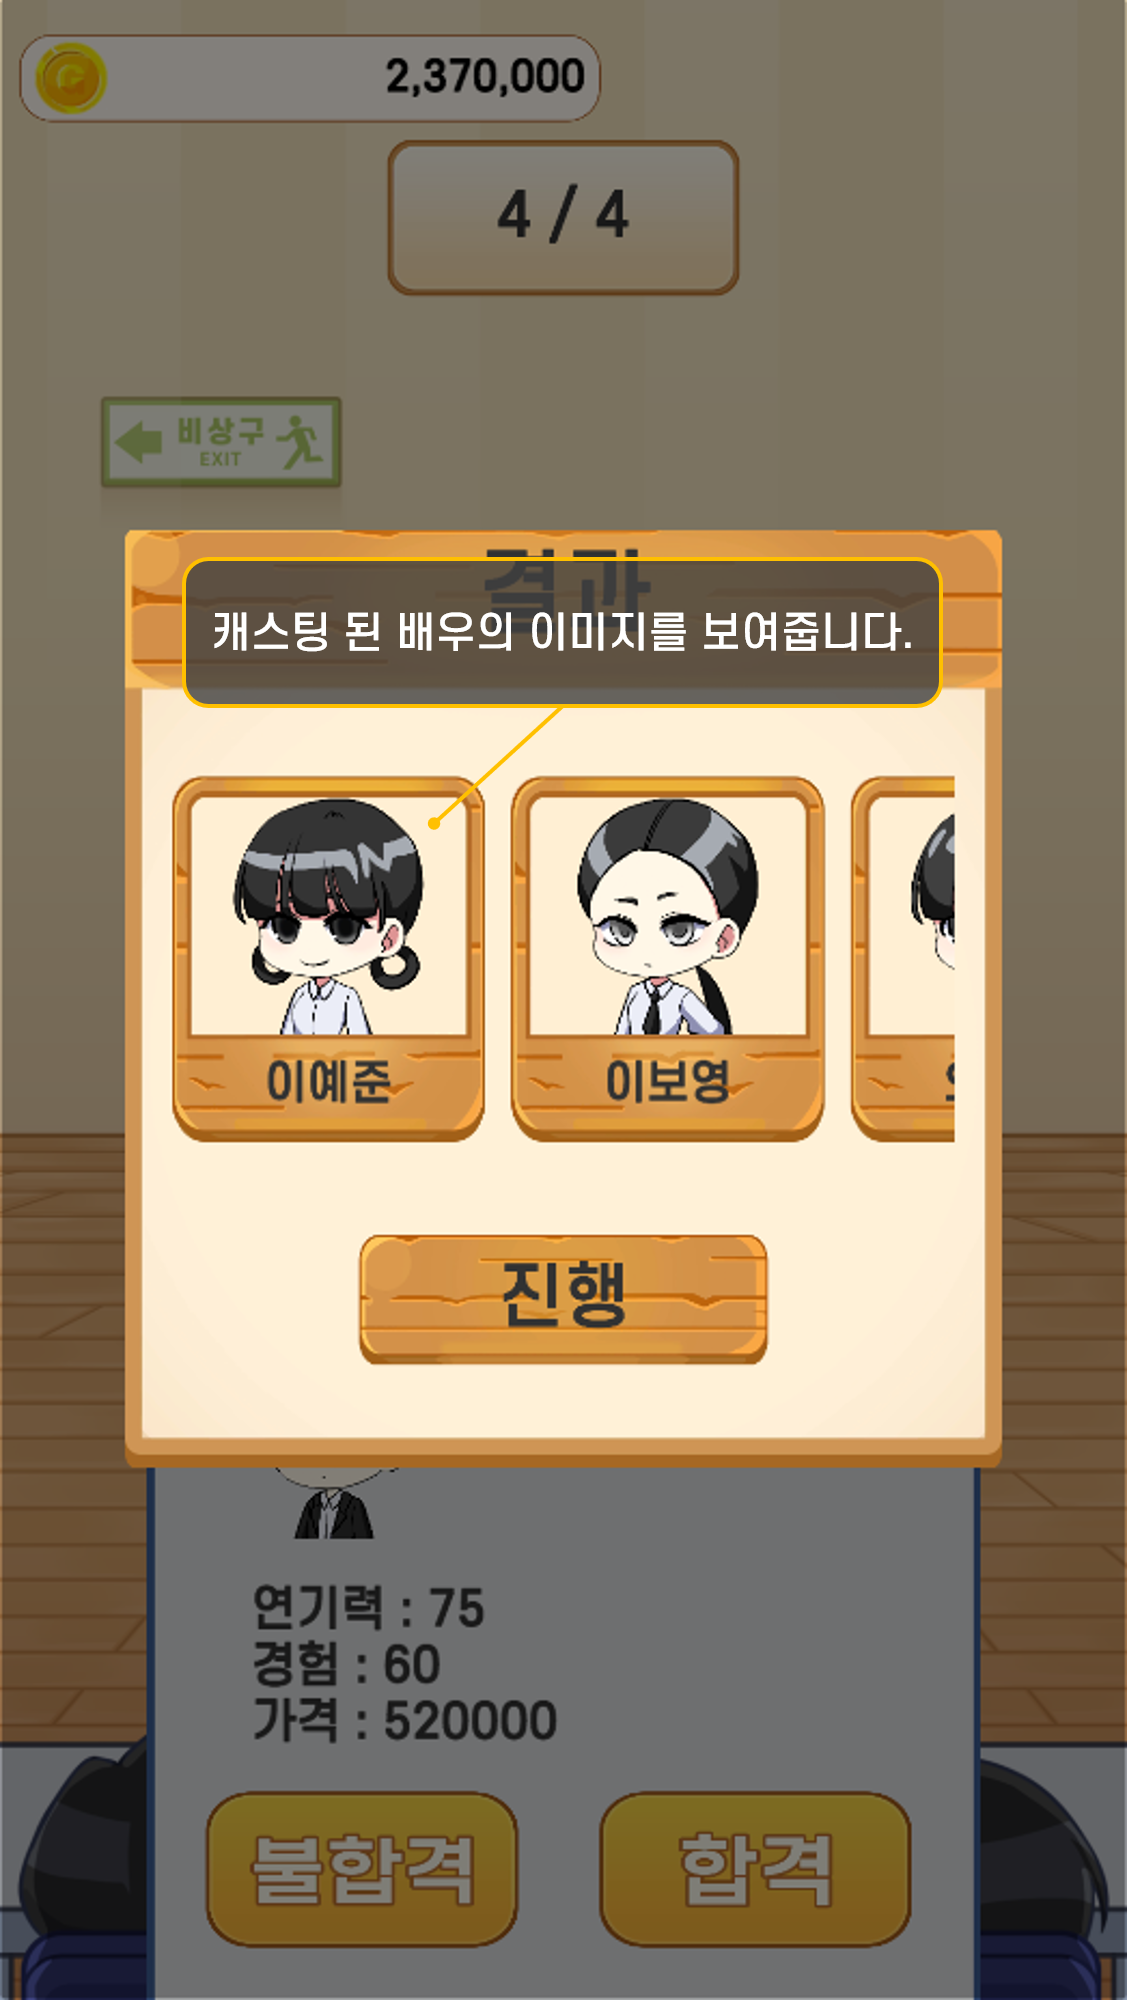 2,370,000
4 / 4
비상구
EXIT
결과
캐스팅 된 배우의 이미지를 보여줍니다.
이예준
이보영
진행
연기력 : 75
경험 : 60
가격 : 520000
불합격
합격